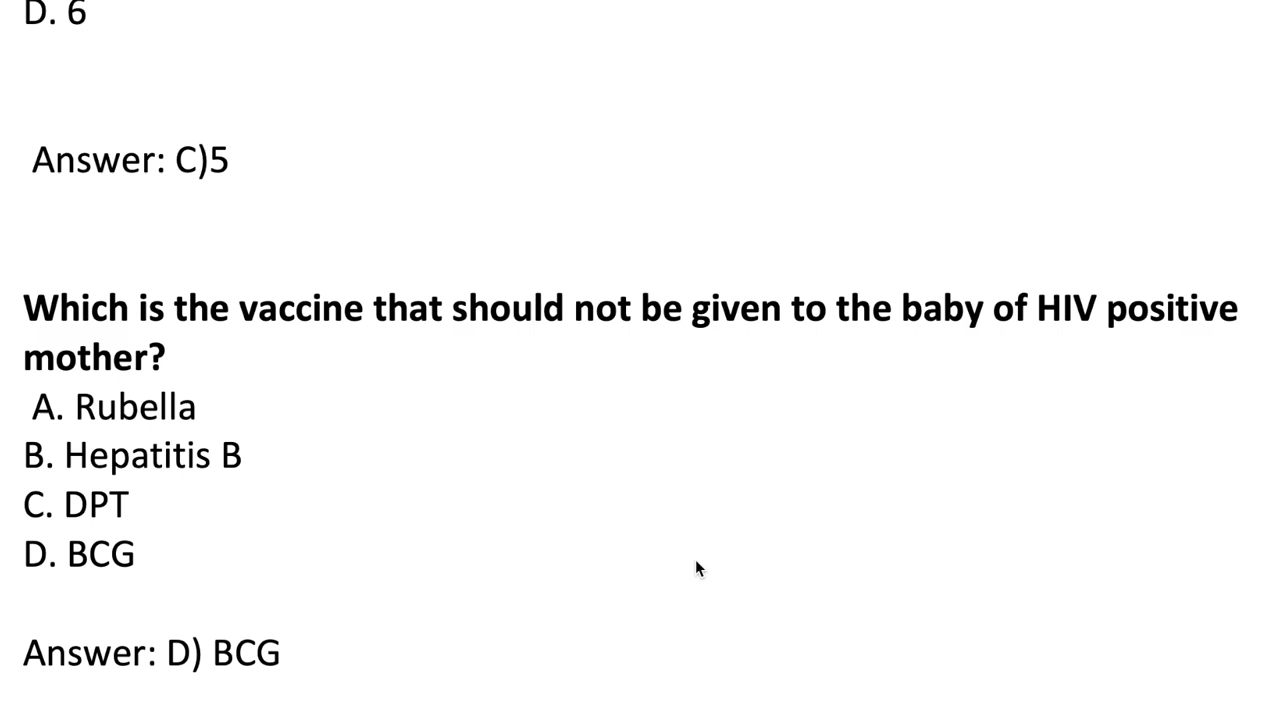 D. 6
Answer: C)5
Which is the vaccine that should not be given to the baby of HIV positive
mother?
A. Rubella
B. Hepatitis B
C. DPT
D. BCG
Answer: D) BCG